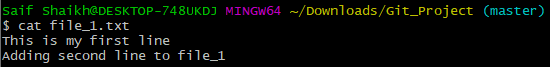 Saif Shaikh@DESKTOP-748UKDJ MINGW64 ~/Downloads/Git_Project (master)
$ cat file_1.txt
This is my first line
Adding second line to file_1